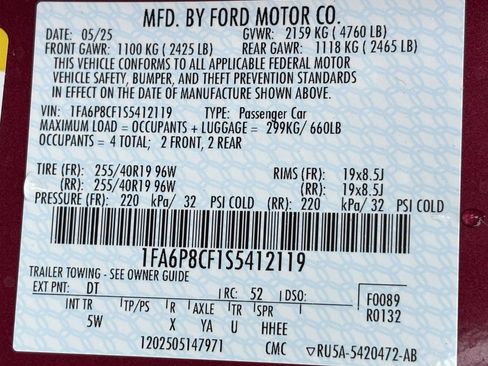 MFD. BY FORD MOTOR CO.
DATE: 05/25 GVWR: 2159 KG ( 4760 LB)
FRONT GAWR: 1100 KG ( 2425 LB) REAR GAWR: 1118 KG ( 2465 LB)
THIS VEHICLE CONFORMS TO ALL APPLICABLE FEDERAL MOTOR
VEHICLE SAFETY, BUMPER, AND THEFT PREVENTION STANDARDS
IN EFFECT ON THE DATE OF MANUFACTURE SHOWN ABOVE.
VIN: 1FA6P8CF1S5412119 TYPE: Passenger Car
MAXIMUM LOAD = OCCUPANTS + LUGGAGE = 299KG/ 660LB
OCCUPANTS = 4 TOTAL; 2 FRONT, 2 REAR
TIRE (FR): 255/40R19 96W RIMS (FR): 19x8.5J
(RR): 255/40R19 96W (RR): 19x8.5J
PRESSURE (FR): 220 kPa/ 32 PSI COLD (RR): 220 kPa/ 32 PSI COLD
1FA6P8CF1S5412119
TRAILER TOWING - SEE OWNER GUIDE
EXT PNT: DT RC: 52 DSO: F0089
INT TR TP/PS R AXLE TR SPR R0132
5W X YA U HHEE
1202505147971 CMC RU5A-5420472-AB